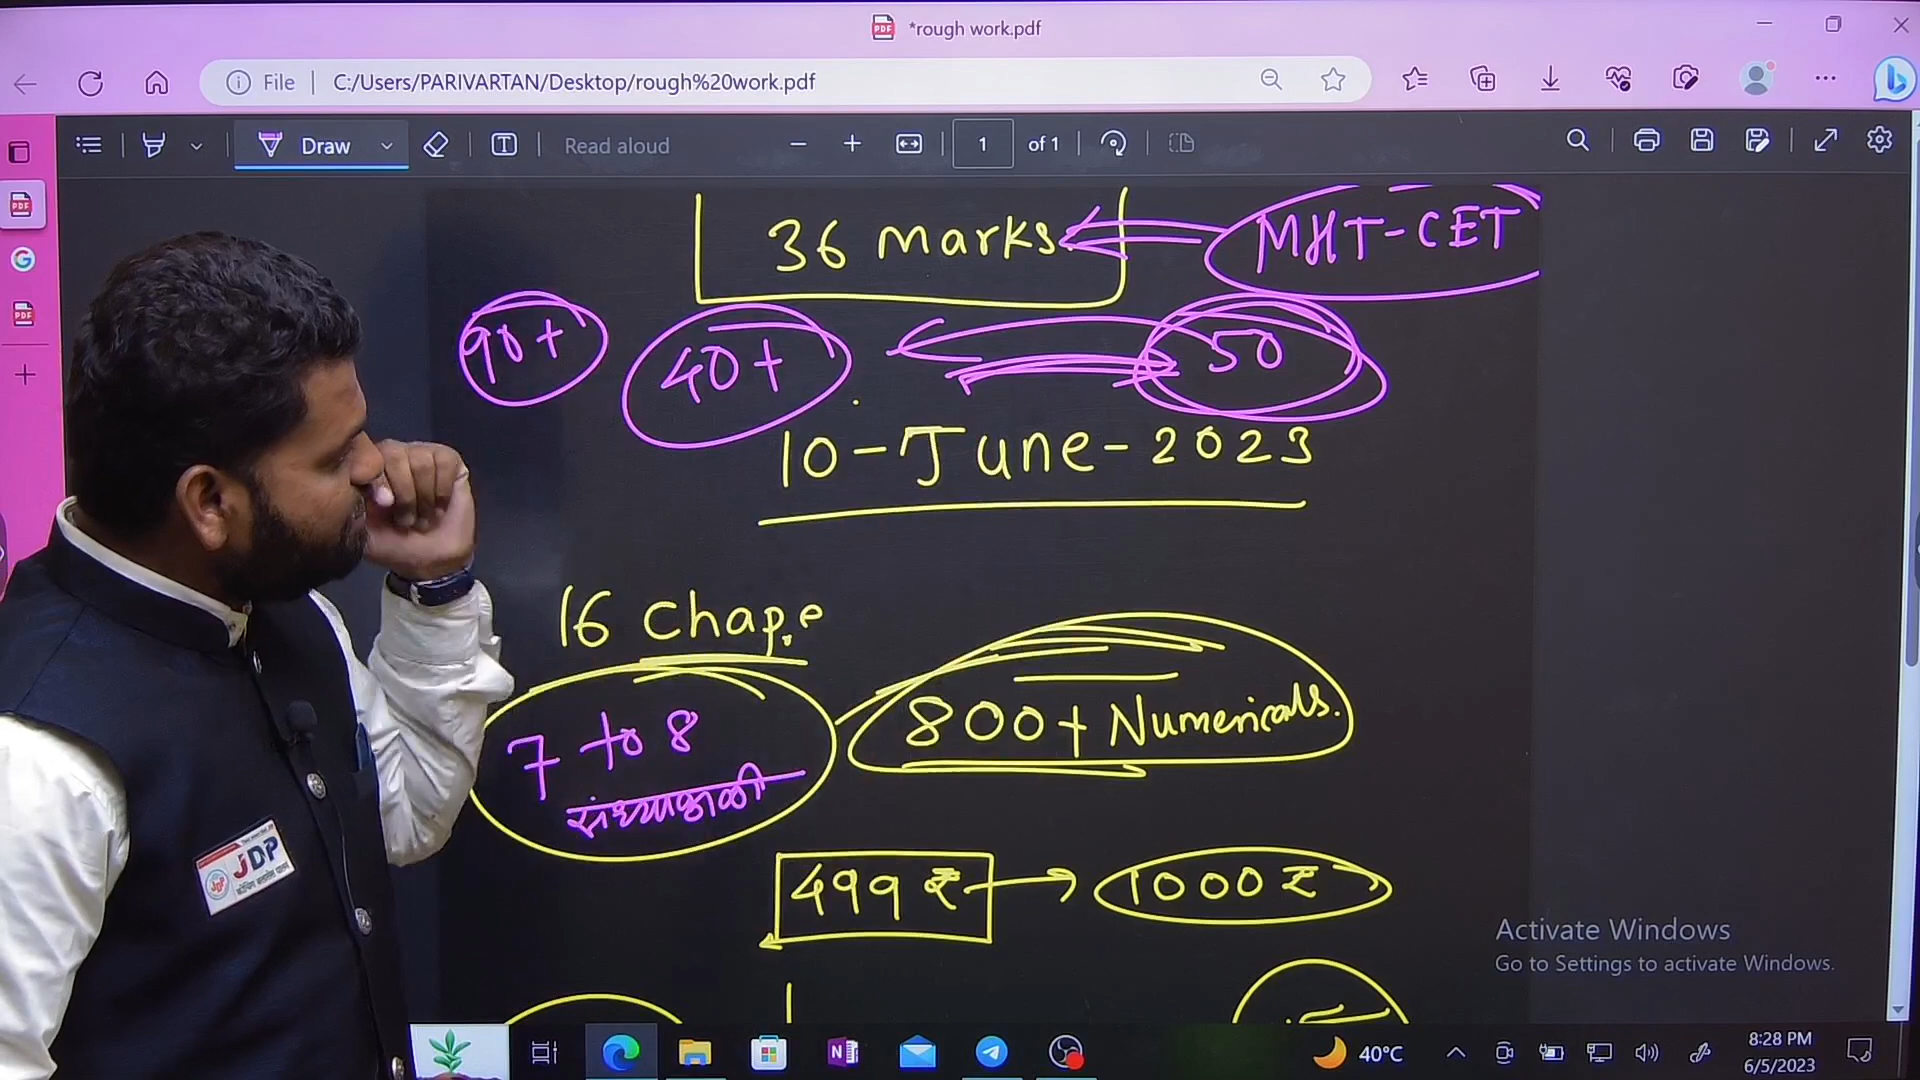 *rough work.pdf
File C:/Users/PARIVARTAN/Desktop/rough%20work.pdf
Draw Read aloud 1 of 1
36 marks MHT-CET
90+ 40+ 50
10-June-2023
16 Chap.
800+ Numericals.
7 to 8
संध्याकाळी
499 ₹ 1000 ₹
JDP
Activate Windows
Go to Settings to activate Windows.
40°C
8:28 PM
6/5/2023